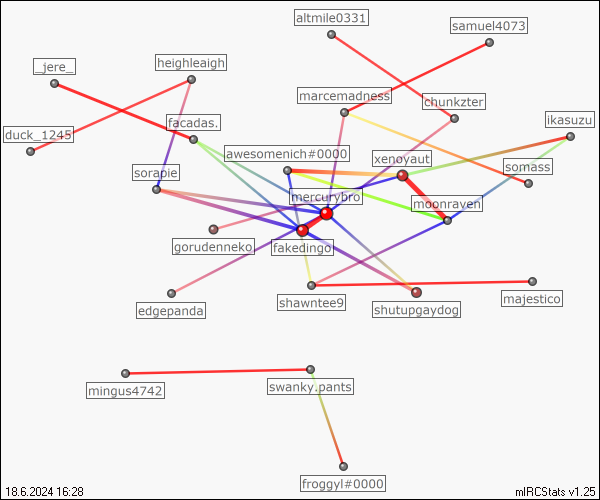 altmile0331
samuel4073
heighleaigh
_jere_
marcemadness
chunkzter
ikasuzu
facadas.
duck_1245
awesomenich#0000
xenoyaut
somass
sorapie
mercurybro
moonraven
gorudenneko
fakedingo
edgepanda
shawntee9
shutupgaydog
majestico
mingus4742
swanky.pants
froggyl#0000
18.6.2024 16:28
mIRCStats v1.25